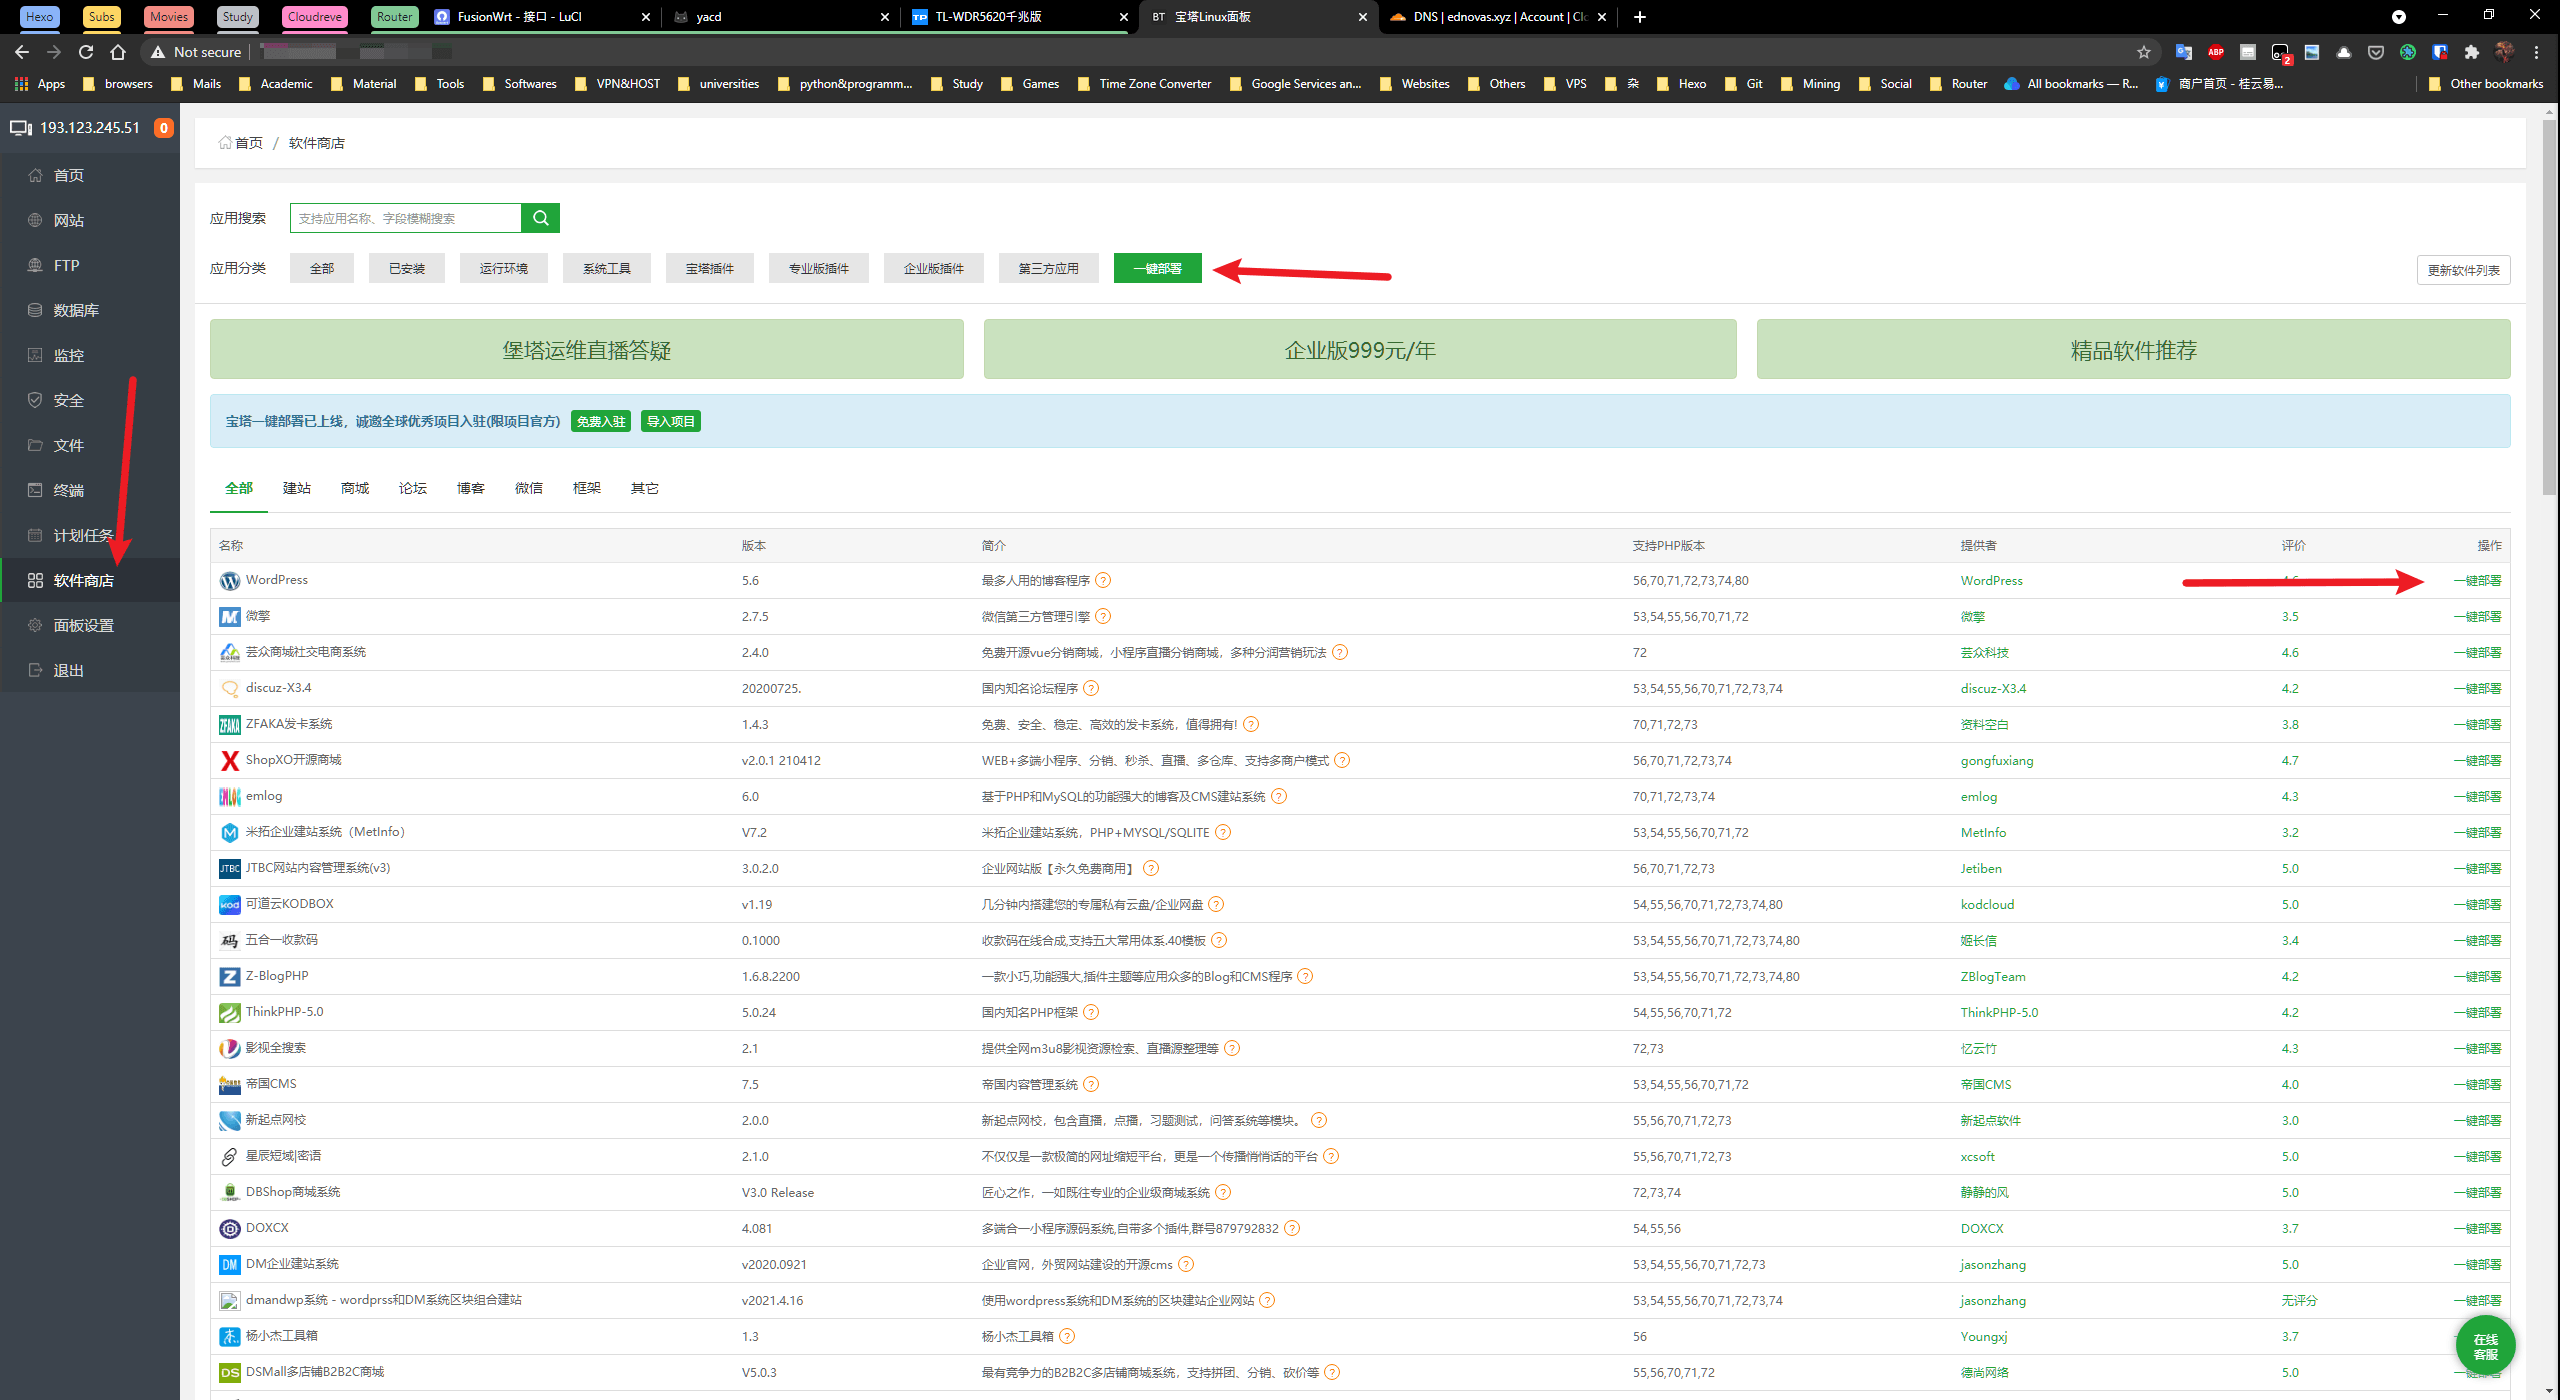 Hexo Subs Movies Study Cloudreve Router FusionWrt - 接口 - LuCI yacd TL-WDR5620千兆版 宝塔Linux面板 DNS | ednovas.xyz | Account | Clo
Not secure
Apps browsers Mails Academic Material Tools Softwares VPN&HOST universities python&programm... Study Games Time Zone Converter Google Services an... Websites Others VPS 杂 Hexo Git Mining Social Router All bookmarks — R... 商户首页 - 桂云易... Other bookmarks
193.123.245.51 0
首页
网站
FTP
数据库
监控
安全
文件
终端
计划任务
软件商店
面板设置
退出
首页 / 软件商店
应用搜索 支持应用名称、字段模糊搜索
应用分类 全部 已安装 运行环境 系统工具 宝塔插件 专业版插件 企业版插件 第三方应用 一键部署 更新软件列表
堡塔运维直播答疑 企业版999元/年 精品软件推荐
宝塔一键部署已上线，诚邀全球优秀项目入驻(限项目官方) 免费入驻 导入项目
全部 建站 商城 论坛 博客 微信 框架 其它
名称 版本 简介 支持PHP版本 提供者 评价 操作
WordPress 5.6 最多人用的博客程序 56,70,71,72,73,74,80 WordPress 一键部署
微擎 2.7.5 微信第三方管理引擎 53,54,55,56,70,71,72 微擎 3.5 一键部署
芸众商城社交电商系统 2.4.0 免费开源vue分销商城，小程序直播分销商城，多种分润营销玩法 72 芸众科技 4.6 一键部署
discuz-X3.4 20200725. 国内知名论坛程序 53,54,55,56,70,71,72,73,74 discuz-X3.4 4.2 一键部署
ZFAKA发卡系统 1.4.3 免费、安全、稳定、高效的发卡系统，值得拥有! 70,71,72,73 资料空白 3.8 一键部署
ShopXO开源商城 v2.0.1 210412 WEB+多端小程序、分销、秒杀、直播、多仓库、支持多商户模式 56,70,71,72,73,74 gongfuxiang 4.7 一键部署
emlog 6.0 基于PHP和MySQL的功能强大的博客及CMS建站系统 70,71,72,73,74 emlog 4.3 一键部署
米拓企业建站系统（MetInfo） V7.2 米拓企业建站系统，PHP+MYSQL/SQLITE 53,54,55,56,70,71,72 MetInfo 3.2 一键部署
JTBC网站内容管理系统(v3) 3.0.2.0 企业网站版【永久免费商用】 56,70,71,72,73 Jetiben 5.0 一键部署
可道云KODBOX v1.19 几分钟内搭建您的专属私有云盘/企业网盘 54,55,56,70,71,72,73,74,80 kodcloud 5.0 一键部署
五合一收款码 0.1000 收款码在线合成,支持五大常用体系.40模板 53,54,55,56,70,71,72,73,74,80 姬长信 3.4 一键部署
Z-BlogPHP 1.6.8.2200 一款小巧,功能强大,插件主题等应用众多的Blog和CMS程序 53,54,55,56,70,71,72,73,74,80 ZBlogTeam 4.2 一键部署
ThinkPHP-5.0 5.0.24 国内知名PHP框架 54,55,56,70,71,72 ThinkPHP-5.0 4.2 一键部署
影视全搜索 2.1 提供全网m3u8影视资源检索、直播源整理等 72,73 忆云竹 4.3 一键部署
帝国CMS 7.5 帝国内容管理系统 53,54,55,56,70,71,72 帝国CMS 4.0 一键部署
新起点网校 2.0.0 新起点网校，包含直播，点播，习题测试，问答系统等模块。 55,56,70,71,72,73 新起点软件 3.0 一键部署
星辰短域|密语 2.1.0 不仅仅是一款极简的网址缩短平台，更是一个传播悄悄话的平台 55,56,70,71,72,73 xcsoft 5.0 一键部署
DBShop商城系统 V3.0 Release 匠心之作，一如既往专业的企业级商城系统 72,73,74 静静的风 5.0 一键部署
DOXCX 4.081 多端合一小程序源码系统,自带多个插件,群号879792832 54,55,56 DOXCX 3.7 一键部署
DM企业建站系统 v2020.0921 企业官网，外贸网站建设的开源cms 53,54,55,56,70,71,72,73 jasonzhang 5.0 一键部署
dmandwp系统 - wordprss和DM系统区块组合建站 v2021.4.16 使用wordpress系统和DM系统的区块建站企业网站 53,54,55,56,70,71,72,73,74 jasonzhang 无评分 一键部署
杨小杰工具箱 1.3 杨小杰工具箱 56 Youngxj 3.7
DSMall多店铺B2B2C商城 V5.0.3 最有竞争力的B2B2C多店铺商城系统，支持拼团、分销、砍价等 55,56,70,71,72 德尚网络 5.0
在线
客服